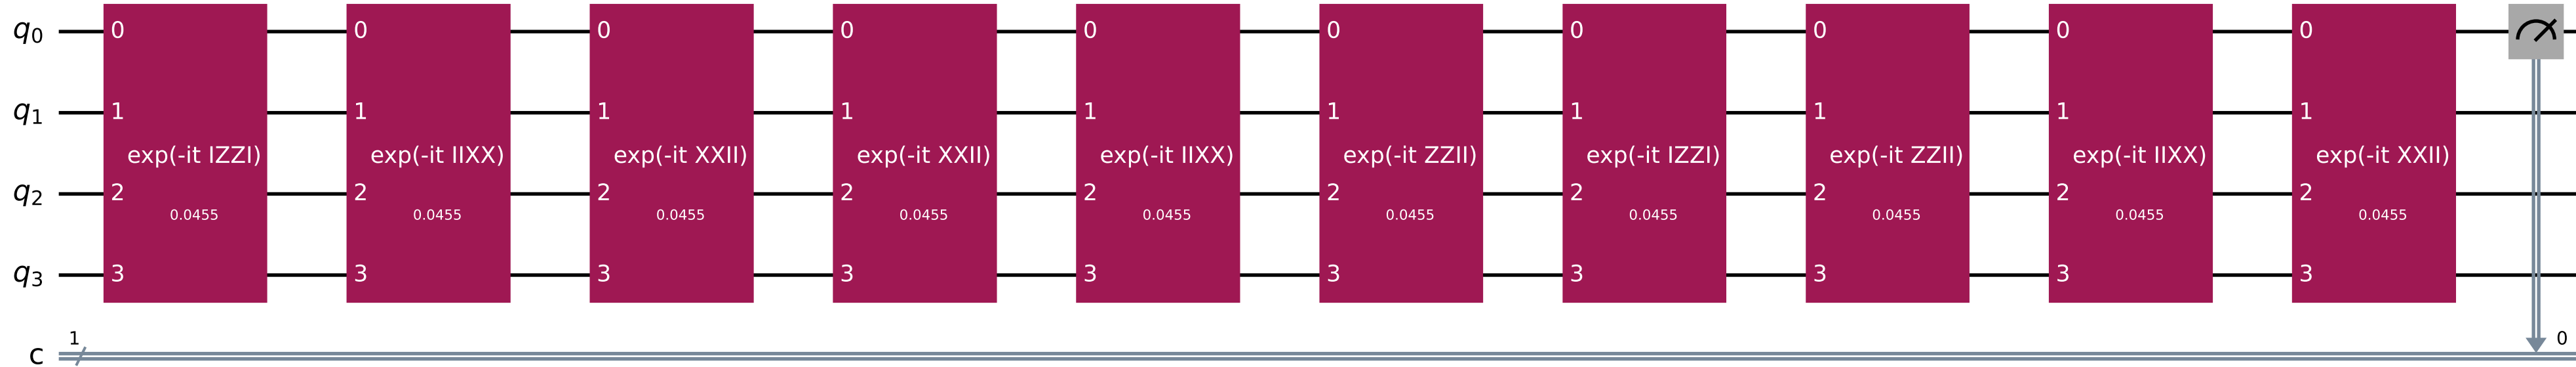 q0 0 0 0 0 0 0 0 0 0 0
q1 1 1 1 1 1 1 1 1 1 1
exp(-it IZZI) exp(-it IIXX) exp(-it XXII) exp(-it XXII) exp(-it IIXX) exp(-it ZZII) exp(-it IZZI) exp(-it ZZII) exp(-it IIXX) exp(-it XXII)
q2 2 2 2 2 2 2 2 2 2 2
0.0455 0.0455 0.0455 0.0455 0.0455 0.0455 0.0455 0.0455 0.0455 0.0455
q3 3 3 3 3 3 3 3 3 3 3
1 0
c